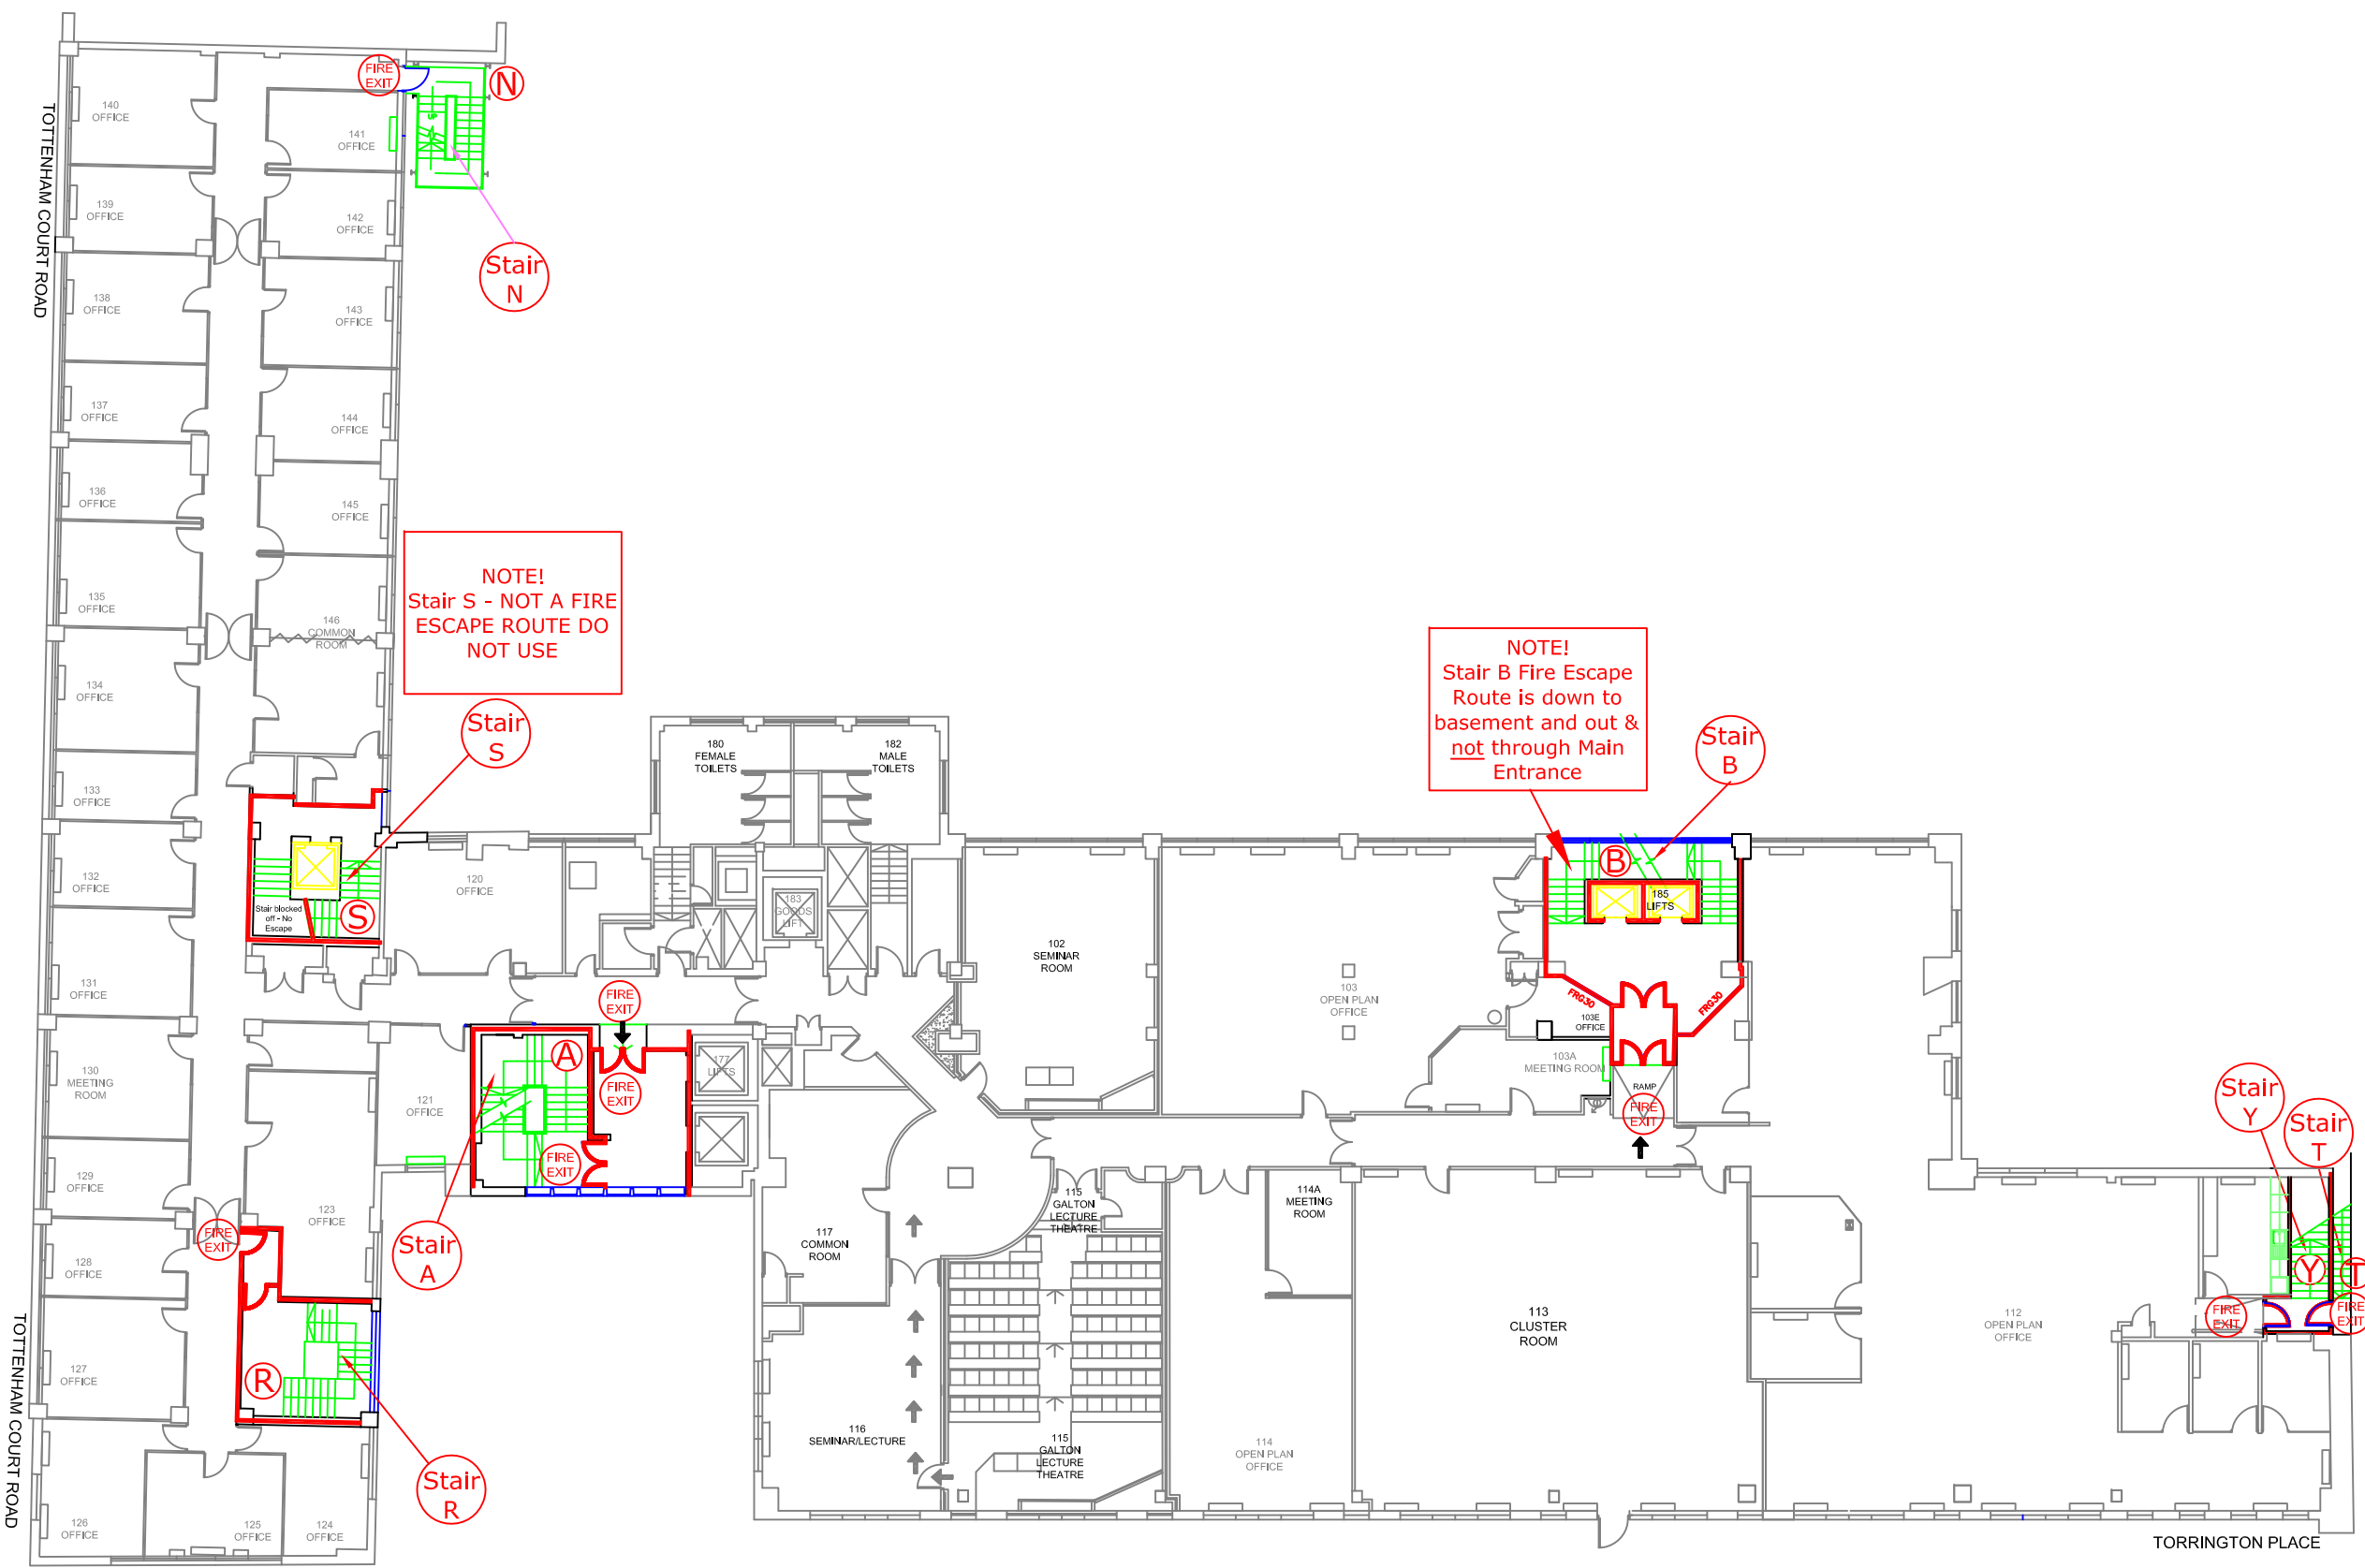 FIRE
EXIT
N
140
OFFICE
141
OFFICE
UP
TOTTENHAM COURT ROAD
139
OFFICE
142
OFFICE
Stair
N
138
OFFICE
143
OFFICE
137
OFFICE
144
OFFICE
136
OFFICE
145
OFFICE
NOTE!
Stair S - NOT A FIRE
ESCAPE ROUTE DO
NOT USE
135
OFFICE
146
COMMON
ROOM
134
OFFICE
NOTE!
Stair B Fire Escape
Route is down to
basement and out &
not through Main
Entrance
Stair
S
Stair
B
180
FEMALE
TOILETS
182
MALE
TOILETS
133
OFFICE
132
OFFICE
120
OFFICE
Stair blocked
off - No
Escape
S
183
GOODS
LIFT
B
185
LIFTS
102
SEMINAR
ROOM
103
OPEN PLAN
OFFICE
131
OFFICE
FIRE
EXIT
FRG30
FRG30
103E
OFFICE
A
177
LIFTS
130
MEETING
ROOM
121
OFFICE
FIRE
EXIT
103A
MEETING ROOM
RAMP
FIRE
EXIT
Stair
Y
Stair
T
FIRE
EXIT
129
OFFICE
123
OFFICE
FIRE
EXIT
Stair
A
117
COMMON
ROOM
115
GALTON
LECTURE
THEATRE
114A
MEETING
ROOM
128
OFFICE
Y
T
FIRE
EXIT
FIRE
EXIT
113
CLUSTER
ROOM
112
OPEN PLAN
OFFICE
127
OFFICE
R
TOTTENHAM COURT ROAD
116
SEMINAR/LECTURE
115
GALTON
LECTURE
THEATRE
114
OPEN PLAN
OFFICE
Stair
R
126
OFFICE
125
OFFICE
124
OFFICE
TORRINGTON PLACE